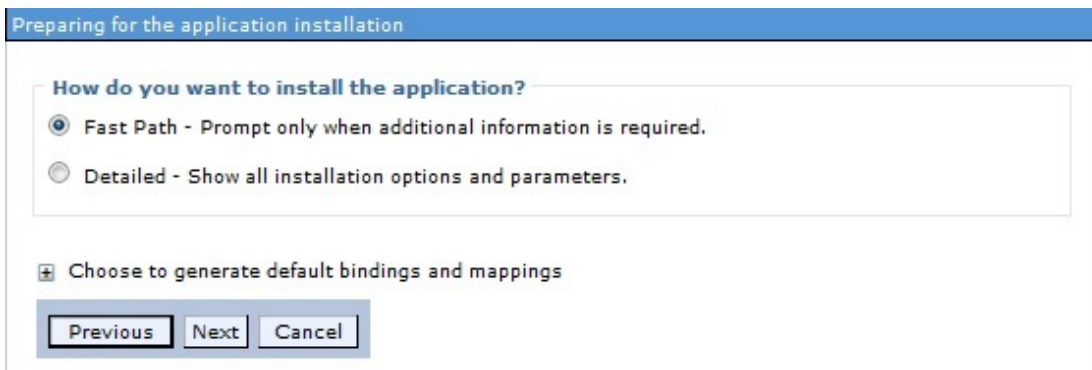 Preparing for the application installation
How do you want to install the application?
Fast Path - Prompt only when additional information is required.
Detailed - Show all installation options and parameters.
Choose to generate default bindings and mappings
Previous Next Cancel